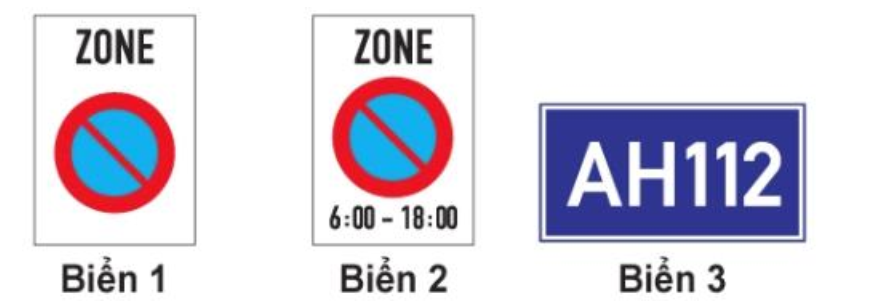 ZONE
ZONE
6:00 - 18:00
AH112
Biển 1
Biển 2
Biển 3